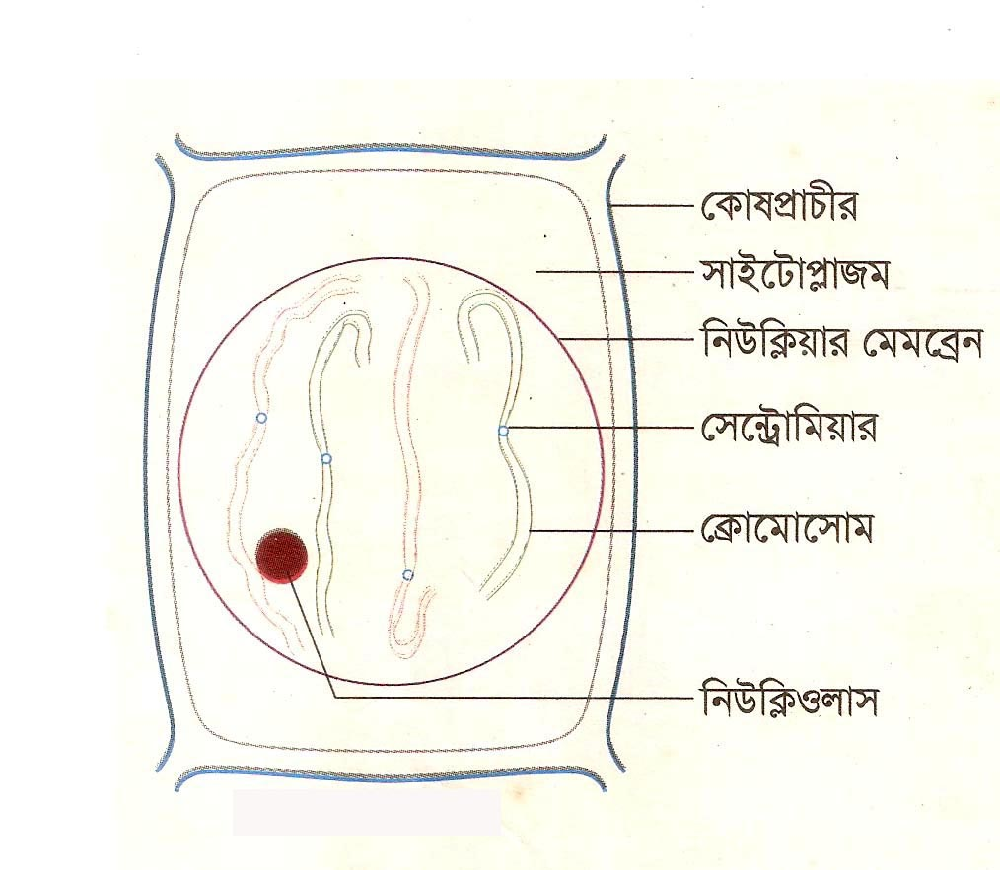 কোষপ্রাচীর
সাইটোপ্লাজম
নিউক্লিয়ার মেমব্রেন
সেন্ট্রোমিয়ার
ক্রোমোসোম
নিউক্লিওলাস